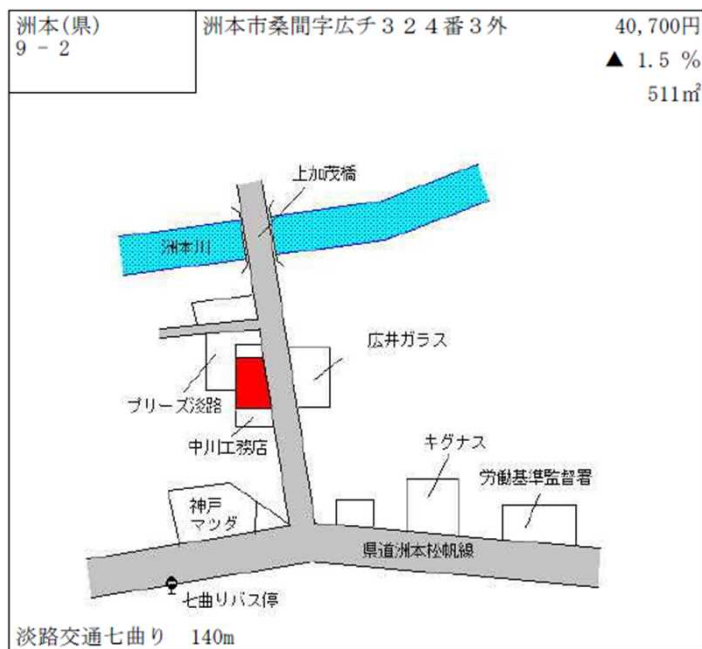 洲本(県)
9 － 2
洲本市桑間字広チ３２４番３外
40,700円
▲ 1.5 %
511㎡
上加茂橋
洲本川
広井ガラス
ブリーズ淡路
中川工務店
キグナス
労働基準監督署
神戸
マツダ
県道洲本松帆線
七曲りバス停
淡路交通七曲り　140m